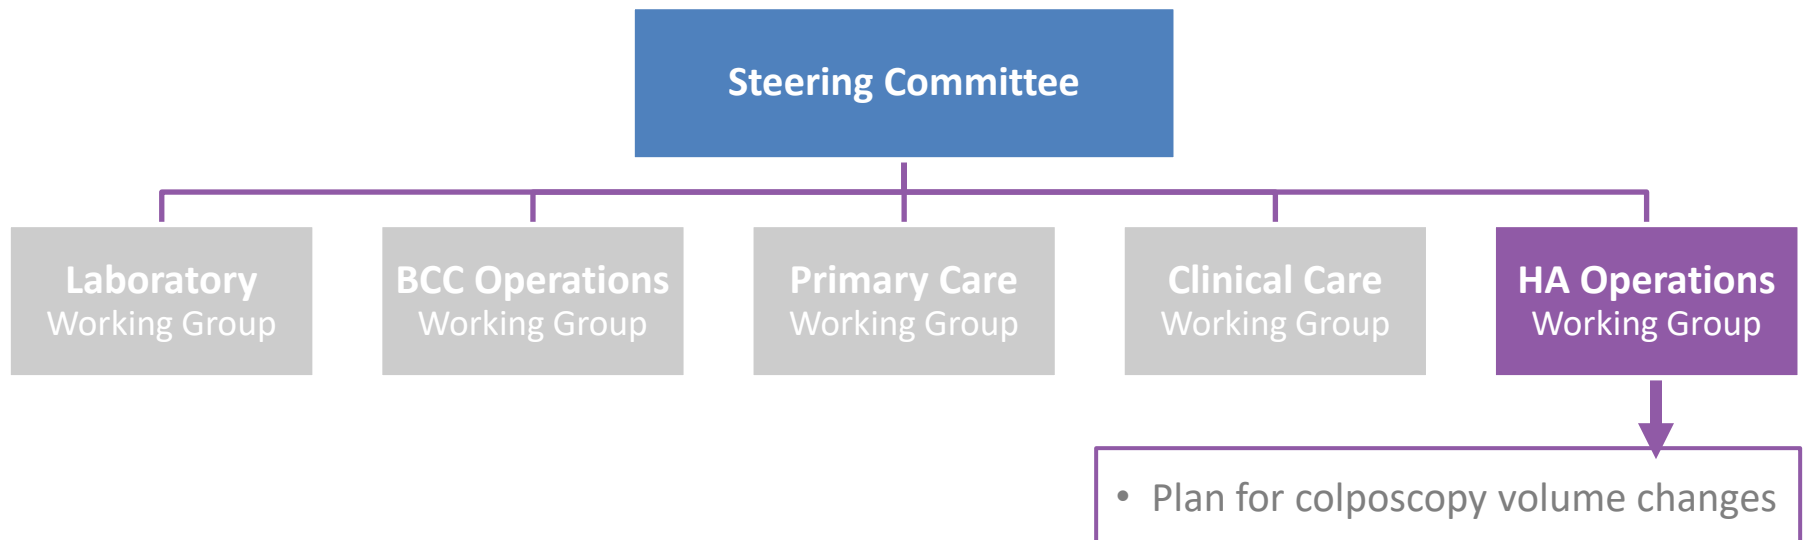 Steering Committee
Laboratory
Working Group
BCC Operations
Working Group
Primary Care
Working Group
Clinical Care
Working Group
HA Operations
Working Group
• Plan for colposcopy volume changes